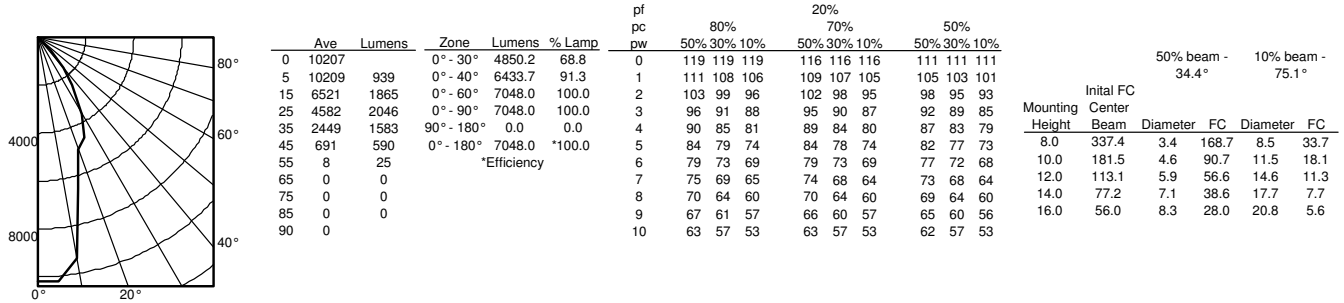 80°
60°
40°
20°
0°
4000
8000
Ave Lumens
0 10207
5 10209 939
15 6521 1865
25 4582 2046
35 2449 1583
45 691 590
55 8 25
65 0 0
75 0 0
85 0 0
90 0
Zone Lumens % Lamp
0° - 30° 4850.2 68.8
0° - 40° 6433.7 91.3
0° - 60° 7048.0 100.0
0° - 90° 7048.0 100.0
90° - 180° 0.0 0.0
0° - 180° 7048.0 *100.0
*Efficiency
pf 20%
pc 80% 70% 50%
pw 50% 30% 10% 50% 30% 10% 50% 30% 10%
0 119 119 119 116 116 116 111 111 111
1 111 108 106 109 107 105 105 103 101
2 103 99 96 102 98 95 98 95 93
3 96 91 88 95 90 87 92 89 85
4 90 85 81 89 84 80 87 83 79
5 84 79 74 84 78 74 82 77 73
6 79 73 69 79 73 69 77 72 68
7 75 69 65 74 68 64 73 68 64
8 70 64 60 70 64 60 69 64 60
9 67 61 57 66 60 57 65 60 56
10 63 57 53 63 57 53 62 57 53
50% beam - 10% beam -
34.4° 75.1°
Inital FC
Mounting Center
Height Beam Diameter FC Diameter FC
8.0 337.4 3.4 168.7 8.5 33.7
10.0 181.5 4.6 90.7 11.5 18.1
12.0 113.1 5.9 56.6 14.6 11.3
14.0 77.2 7.1 38.6 17.7 7.7
16.0 56.0 8.3 28.0 20.8 5.6